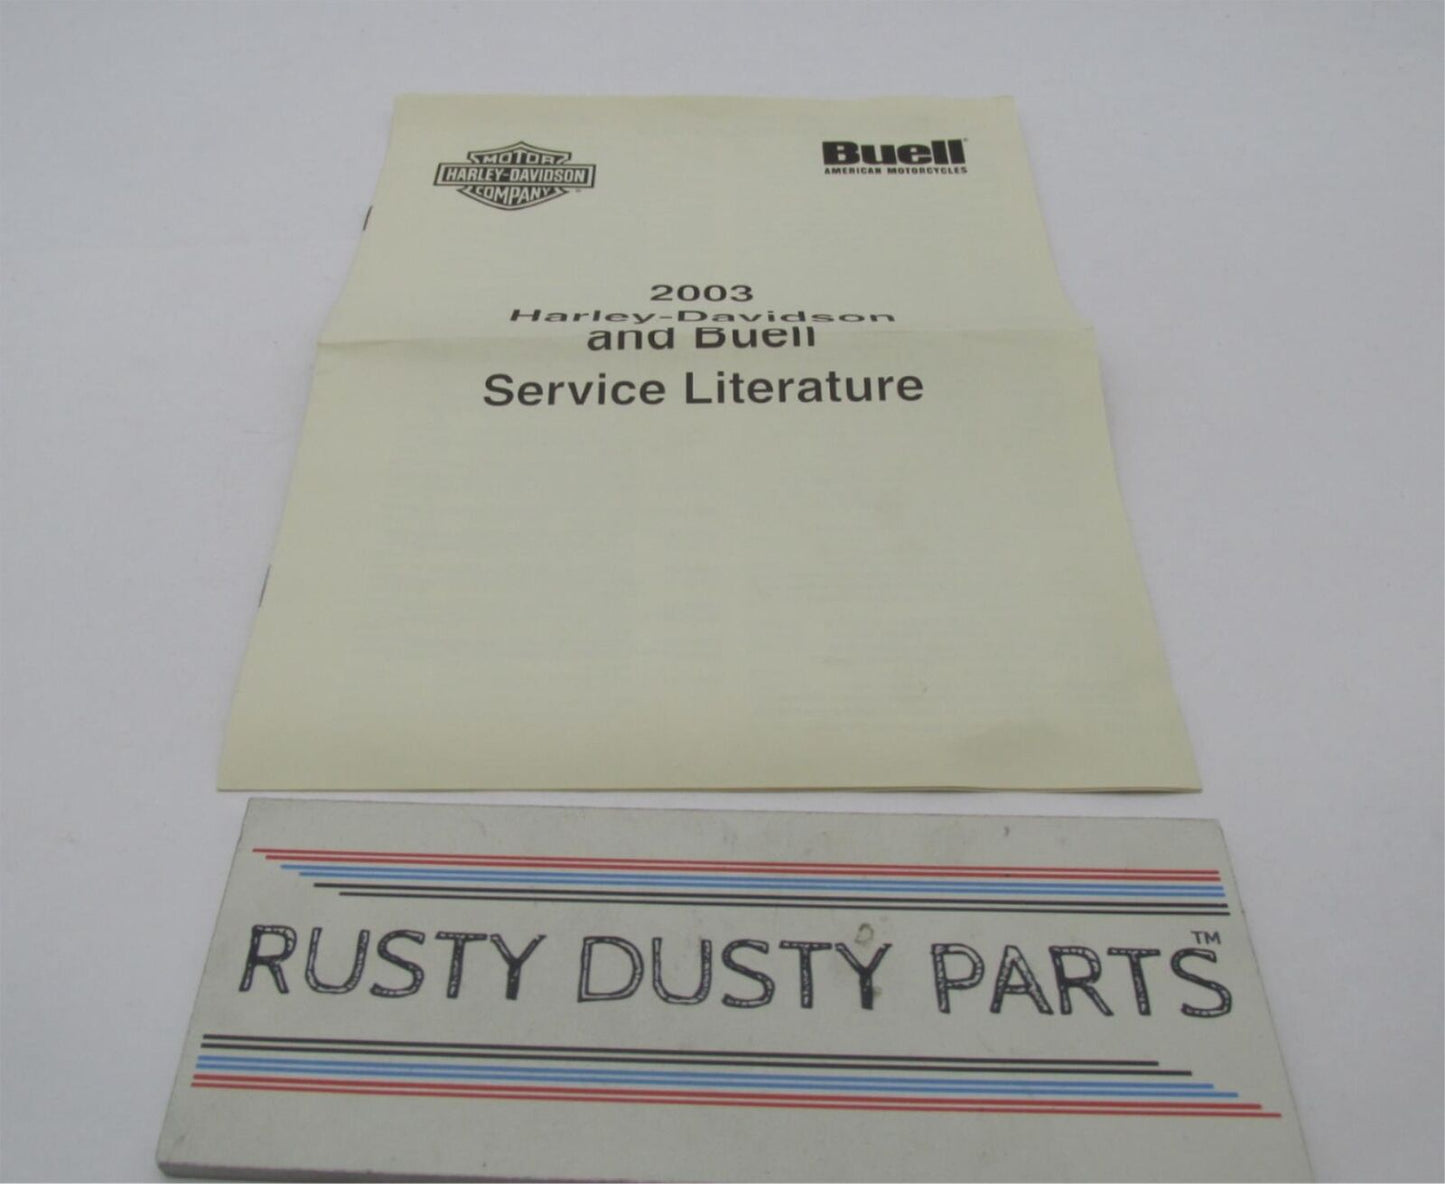 MOTOR
HARLEY-DAVIDSON
COMPANY
Buell
AMERICAN MOTORCYCLES
2003
Harley-Davidson
and Buell
Service Literature
RUSTY DUSTY PARTS™